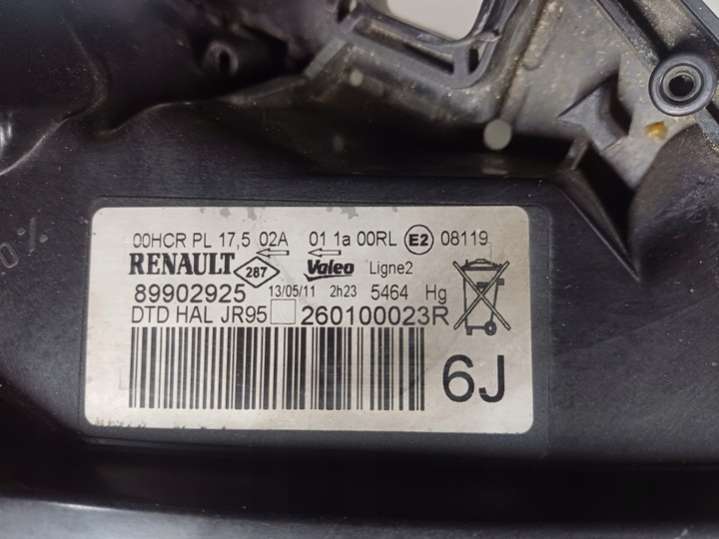 00HCR PL 17,5 02A 01 1a 00RL E2 08119
RENAULT 287 Valeo Ligne2
89902925 13/05/11 2h23 5464 Hg
DTD HAL JR95 260100023R
6J